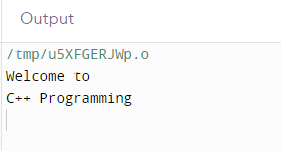 Output
/tmp/u5XFGERJWp.o
Welcome to
C++ Programming